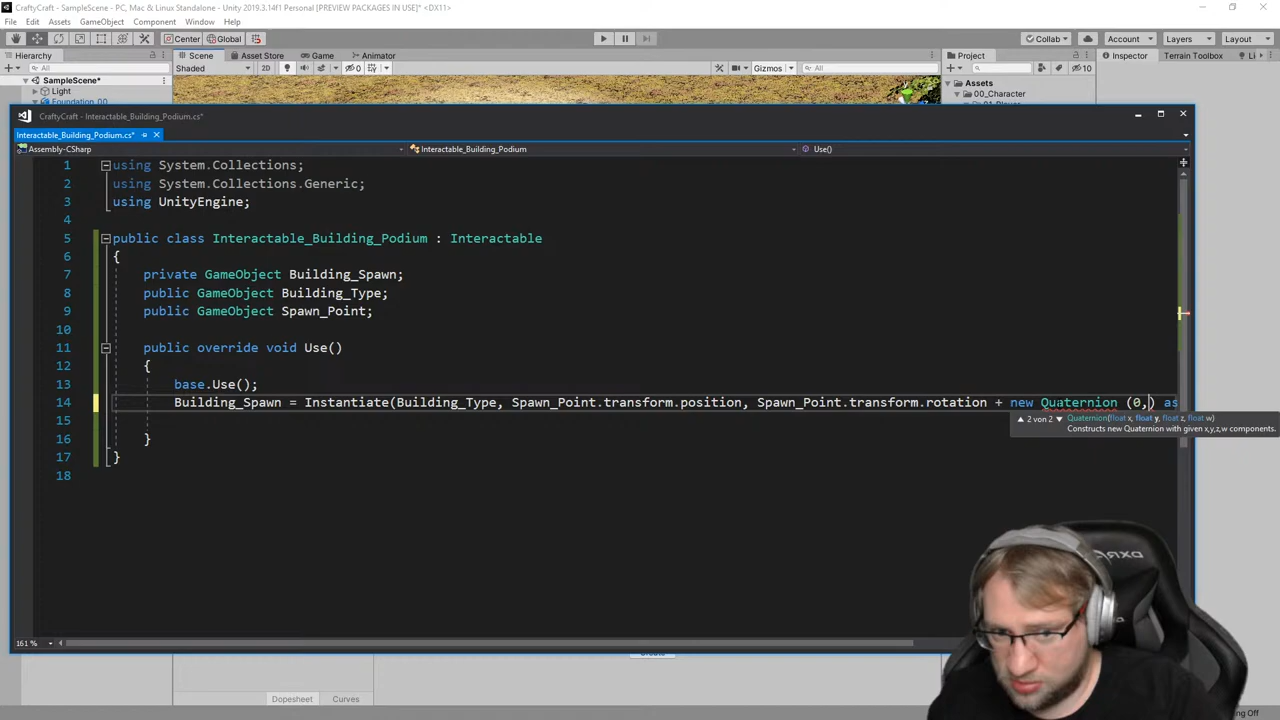 CraftyCraft - SampleScene - PC, Mac & Linux Standalone - Unity 2019.3.14f1 Personal [PREVIEW PACKAGES IN USE]* <DX11>
File Edit Assets GameObject Component Window Help
Center Global Collab Account Layers Layout
Hierarchy Scene Asset Store Game Animator Project Inspector Terrain Toolbox Li
All Shaded 2D 0 Gizmos All 10
SampleScene* Assets
Light 00_Character
Foundation_00
CraftyCraft - Interactable_Building_Podium.cs*
Interactable_Building_Podium.cs*
Assembly-CSharp Interactable_Building_Podium Use()
1 using System.Collections;
2 using System.Collections.Generic;
3 using UnityEngine;
4
5 public class Interactable_Building_Podium : Interactable
6 {
7 private GameObject Building_Spawn;
8 public GameObject Building_Type;
9 public GameObject Spawn_Point;
10
11 public override void Use()
12 {
13 base.Use();
14 Building_Spawn = Instantiate(Building_Type, Spawn_Point.transform.position, Spawn_Point.transform.rotation + new Quaternion (0,) as
15
▲ 2 von 2 ▼ Quaternion(float x, float y, float z, float w)
Constructs new Quaternion with given x,y,z,w components.
16 }
17 }
18
161 %
Dopesheet Curves